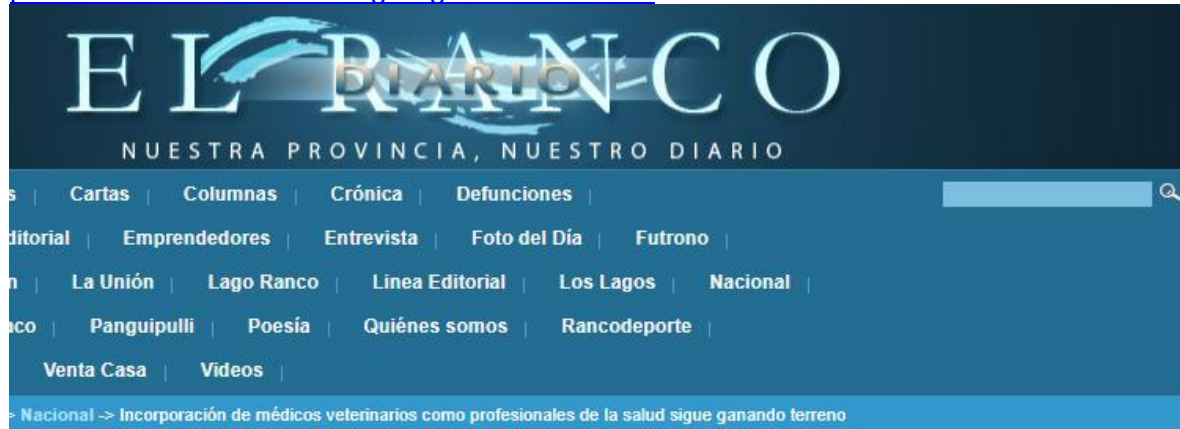 EL RANCO
DIARIO
NUESTRA PROVINCIA, NUESTRO DIARIO
s | Cartas | Columnas | Crónica | Defunciones |
ditorial | Emprendedores | Entrevista | Foto del Día | Futrono |
n | La Unión | Lago Ranco | Linea Editorial | Los Lagos | Nacional |
aco | Panguipulli | Poesía | Quiénes somos | Rancodeporte |
Venta Casa | Videos |
> Nacional -> Incorporación de médicos veterinarios como profesionales de la salud sigue ganando terreno